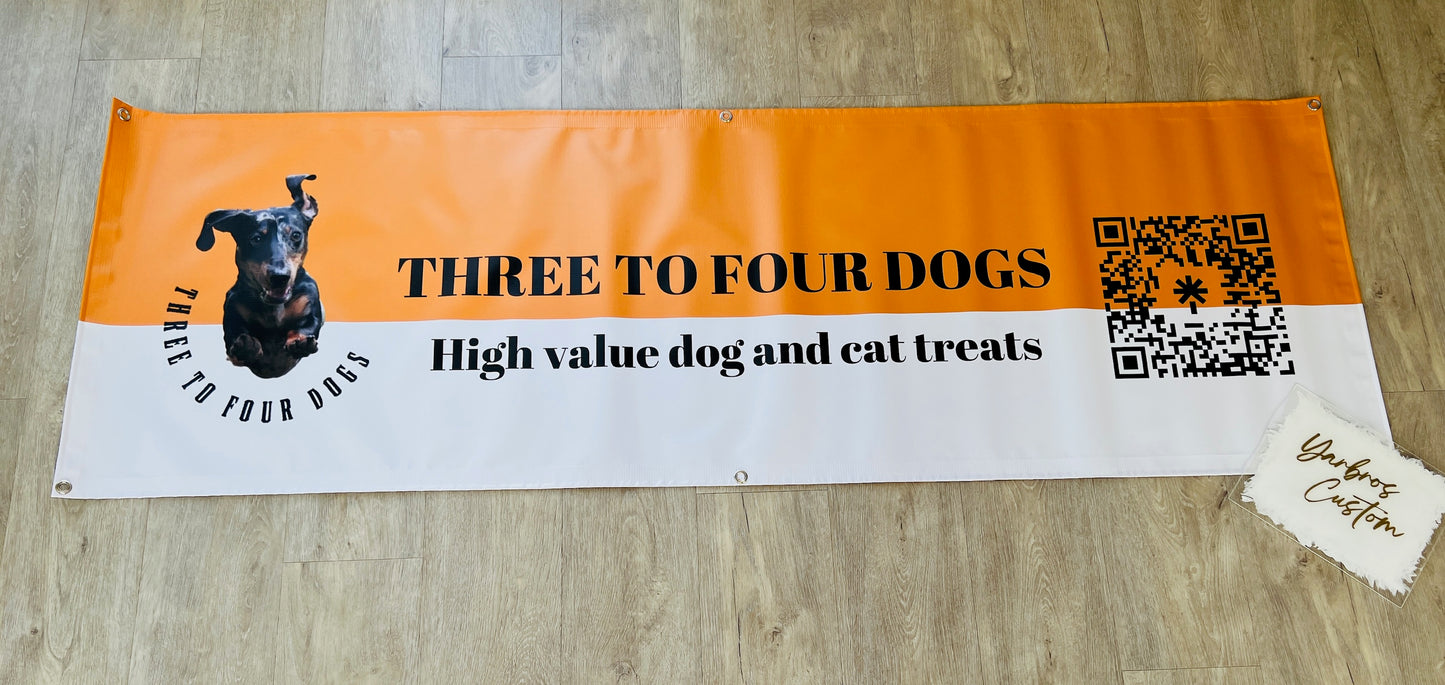 THREE TO FOUR DOGS
THREE TO FOUR DOGS
High value dog and cat treats
Yarbros
Custom